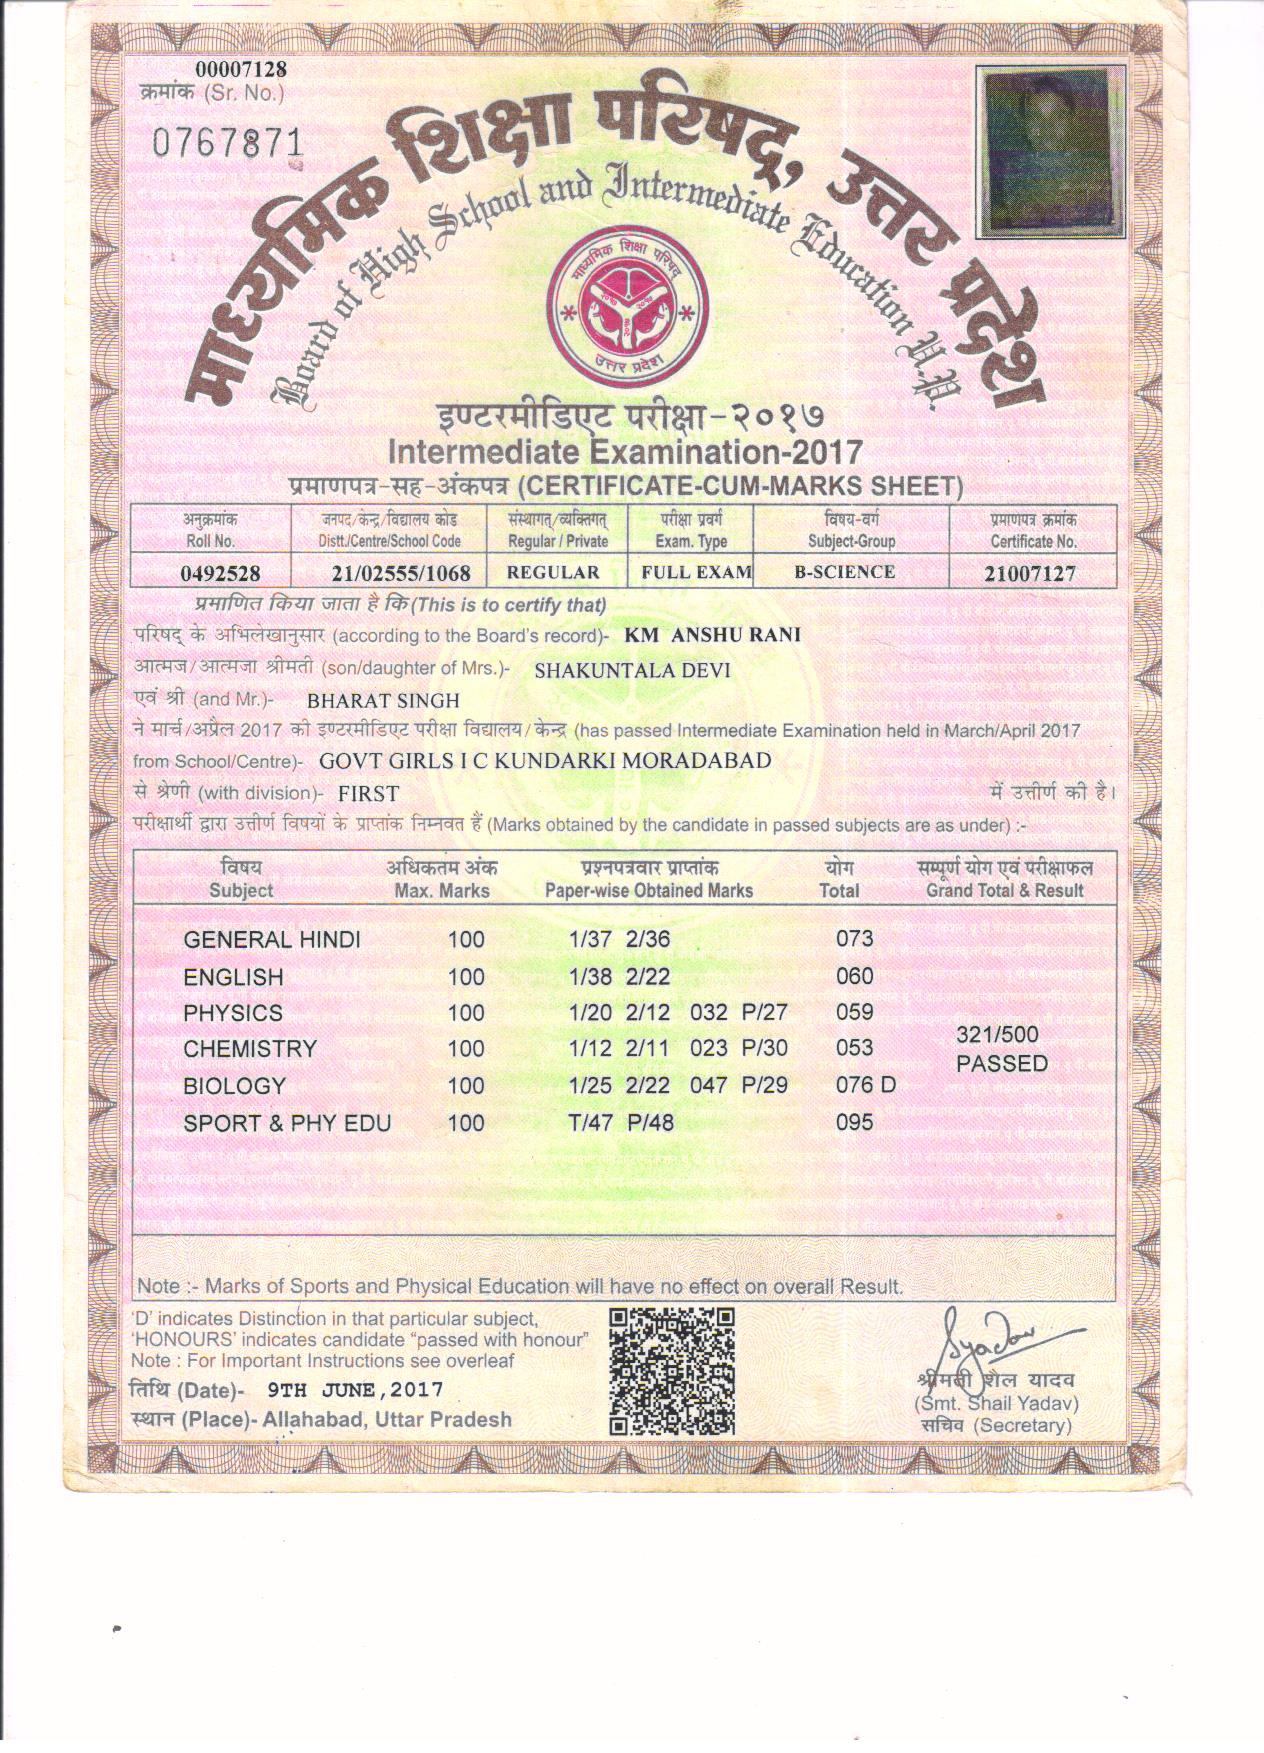 00007128
क्रमांक (Sr. No.)
0767871
माध्यमिक शिक्षा परिषद्, उत्तर प्रदेश
Board of High School and Intermediate Education U.P.
माध्यमिक शिक्षा परिषद्
उत्तर प्रदेश
इण्टरमीडिएट परीक्षा-२०१७
Intermediate Examination-2017
प्रमाणपत्र-सह-अंकपत्र (CERTIFICATE-CUM-MARKS SHEET)
अनुक्रमांक जनपद/केन्द्र/विद्यालय कोड संस्थागत्/व्यक्तिगत् परीक्षा प्रवर्ग विषय-वर्ग प्रमाणपत्र क्रमांक
Roll No. Distt./Centre/School Code Regular / Private Exam. Type Subject-Group Certificate No.
0492528 21/02555/1068 REGULAR FULL EXAM B-SCIENCE 21007127
प्रमाणित किया जाता है कि (This is to certify that)
परिषद् के अभिलेखानुसार (according to the Board's record)- KM ANSHU RANI
आत्मज/आत्मजा श्रीमती (son/daughter of Mrs.)- SHAKUNTALA DEVI
एवं श्री (and Mr.)- BHARAT SINGH
ने मार्च/अप्रैल 2017 की इण्टरमीडिएट परीक्षा विद्यालय/केन्द्र (has passed Intermediate Examination held in March/April 2017
from School/Centre)- GOVT GIRLS I C KUNDARKI MORADABAD
से श्रेणी (with division)- FIRST में उत्तीर्ण की है।
परीक्षार्थी द्वारा उत्तीर्ण विषयों के प्राप्तांक निम्नवत हैं (Marks obtained by the candidate in passed subjects are as under) :-
विषय अधिकतम अंक प्रश्नपत्रवार प्राप्तांक योग सम्पूर्ण योग एवं परीक्षाफल
Subject Max. Marks Paper-wise Obtained Marks Total Grand Total & Result
GENERAL HINDI 100 1/37 2/36 073
ENGLISH 100 1/38 2/22 060
PHYSICS 100 1/20 2/12 032 P/27 059
321/500
CHEMISTRY 100 1/12 2/11 023 P/30 053
PASSED
BIOLOGY 100 1/25 2/22 047 P/29 076 D
SPORT & PHY EDU 100 T/47 P/48 095
Note :- Marks of Sports and Physical Education will have no effect on overall Result.
'D' indicates Distinction in that particular subject,
'HONOURS' indicates candidate "passed with honour"
Note : For Important Instructions see overleaf
तिथि (Date)- 9TH JUNE,2017
स्थान (Place)- Allahabad, Uttar Pradesh
Syadav
श्रीमती शैल यादव
(Smt. Shail Yadav)
सचिव (Secretary)